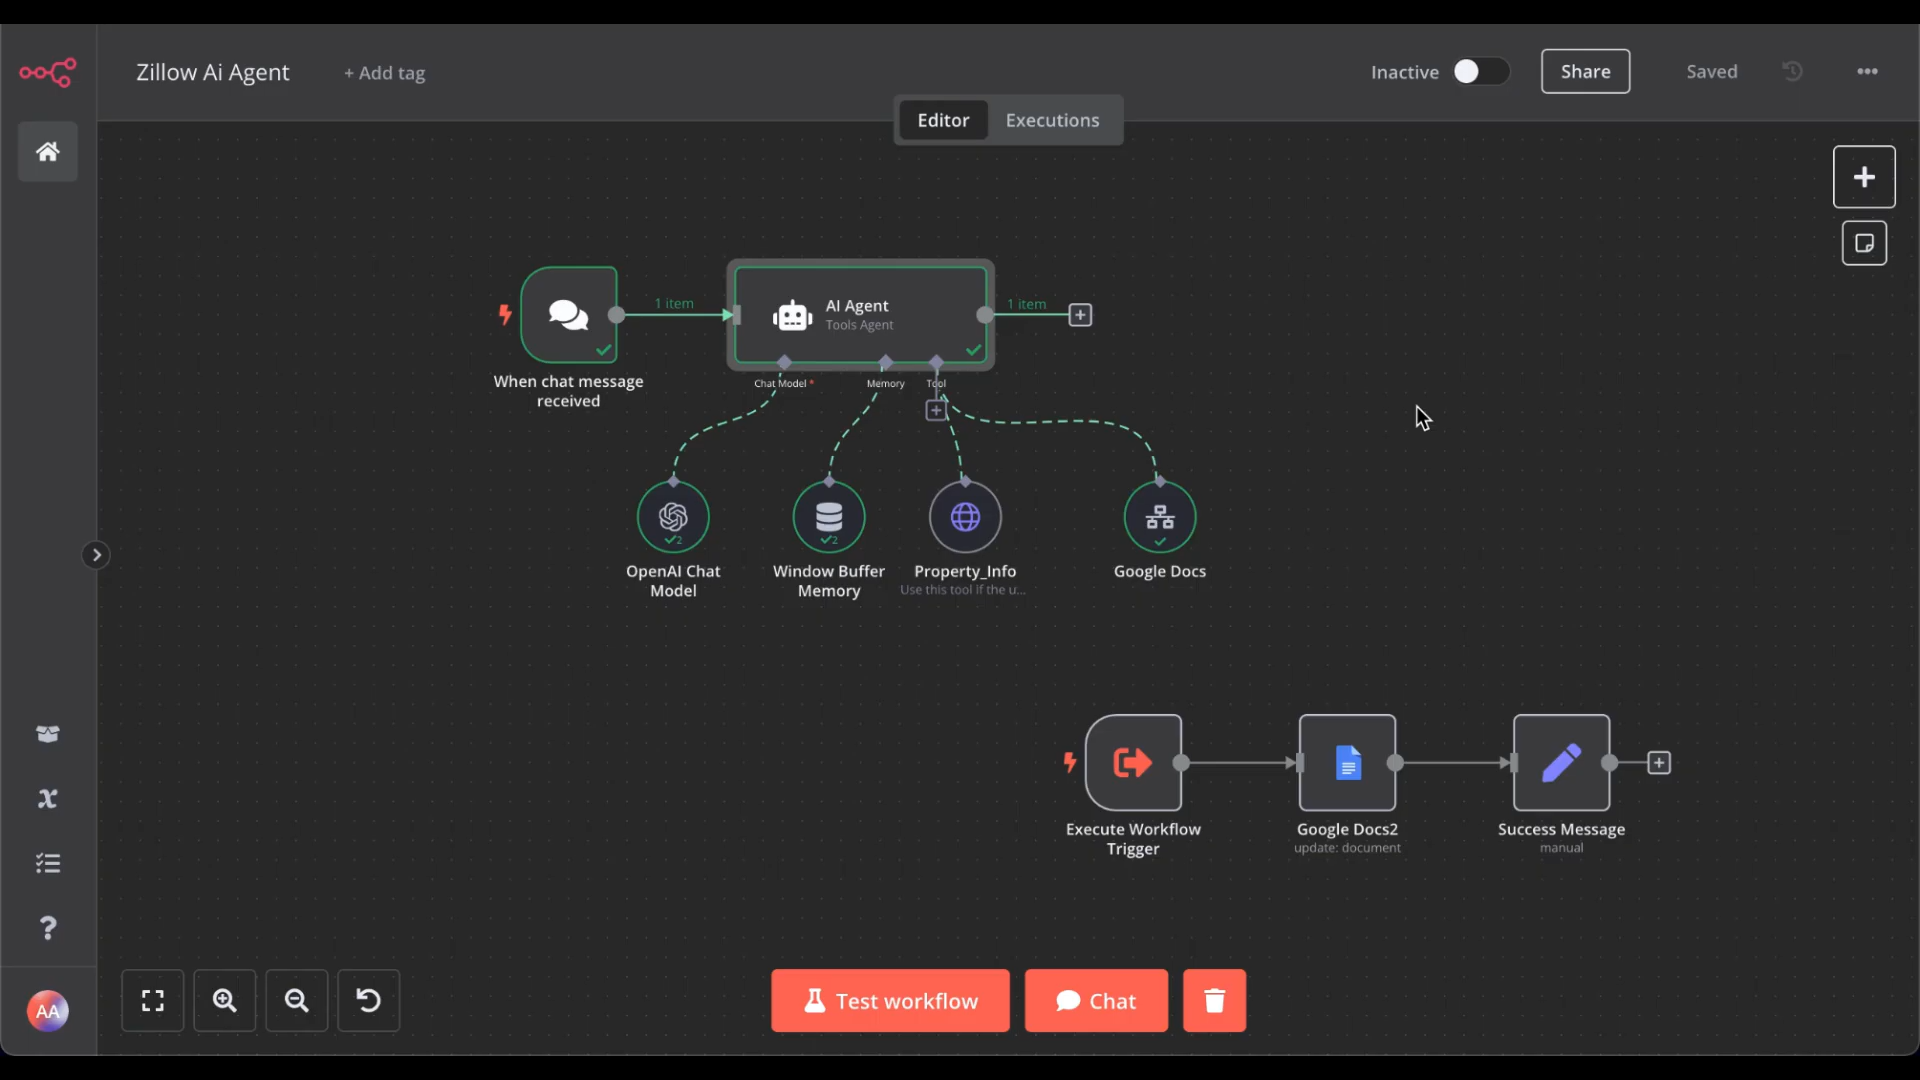 Zillow Ai Agent
+ Add tag
Inactive
Share
Saved
Editor
Executions
1 item
AI Agent
Tools Agent
1 item
When chat message
received
Chat Model *
Memory
Tool
2
2
OpenAI Chat
Model
Window Buffer
Memory
Property_Info
Use this tool if the u...
Google Docs
Execute Workflow
Trigger
Google Docs2
update: document
Success Message
manual
AA
Test workflow
Chat